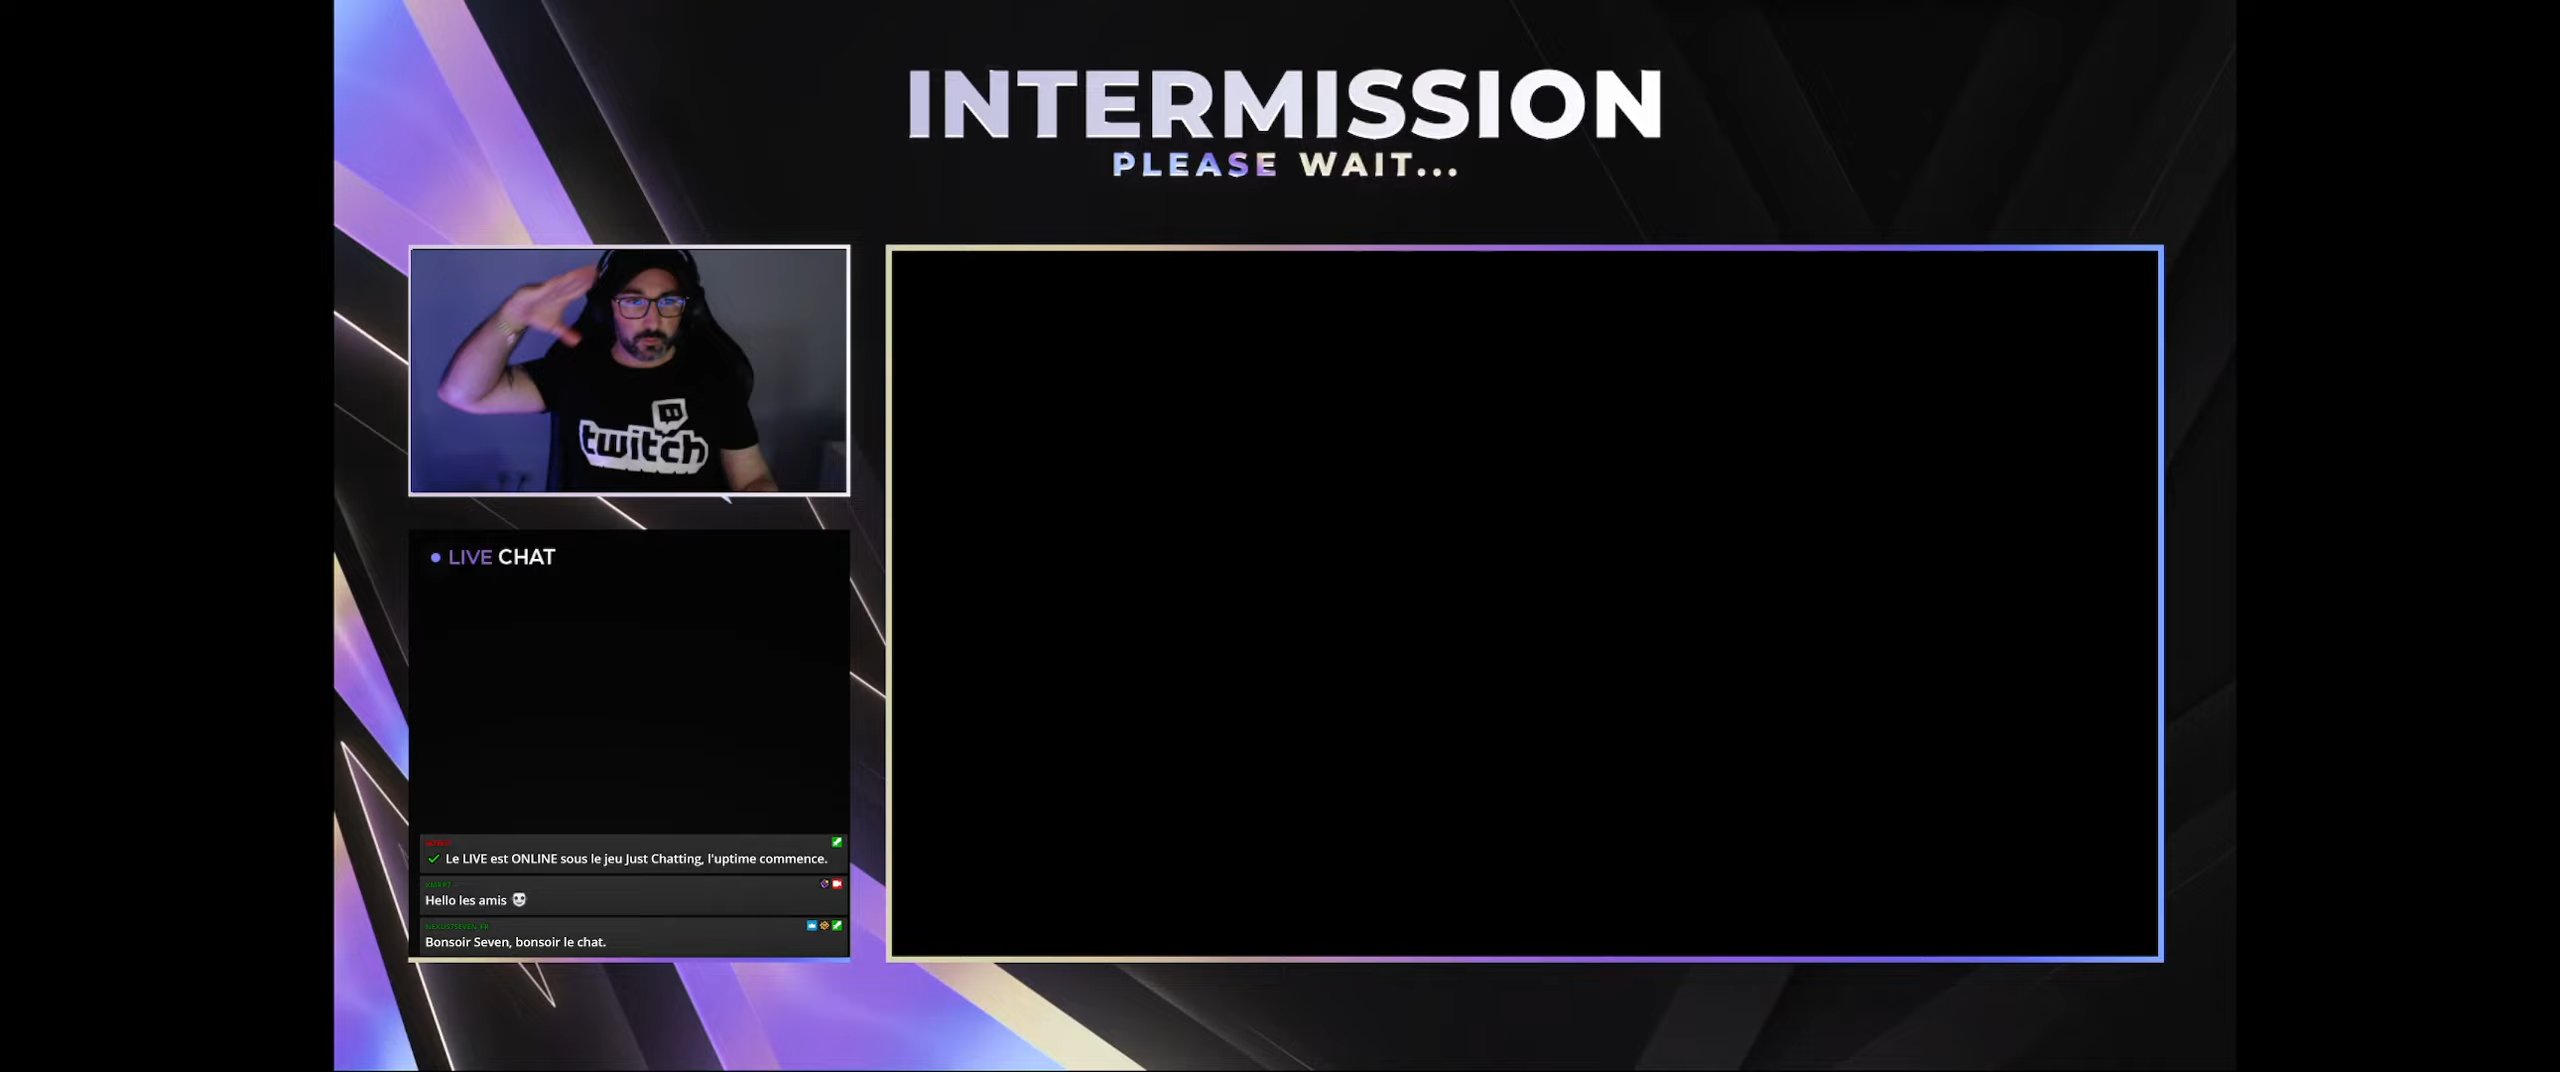 INTERMISSION
PLEASE WAIT...
twitch
LIVE CHAT
Le LIVE est ONLINE sous le jeu Just Chatting, l'uptime commence.
Hello les amis
NEXUS7SEVEN_FR
Bonsoir Seven, bonsoir le chat.